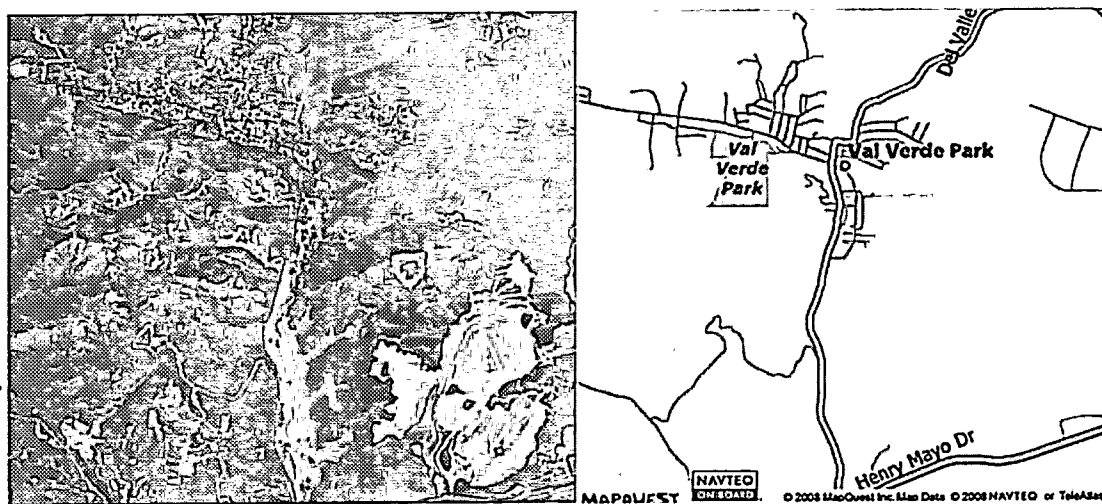 Del Valle
Val Verde Park
Val
Verde
Park
Henry Mayo Dr
MAPQUEST
NAVTEQ
ON BOARD
© 2008 MapQuest Inc. Map Data © 2008 NAVTEQ or TeleAtlas